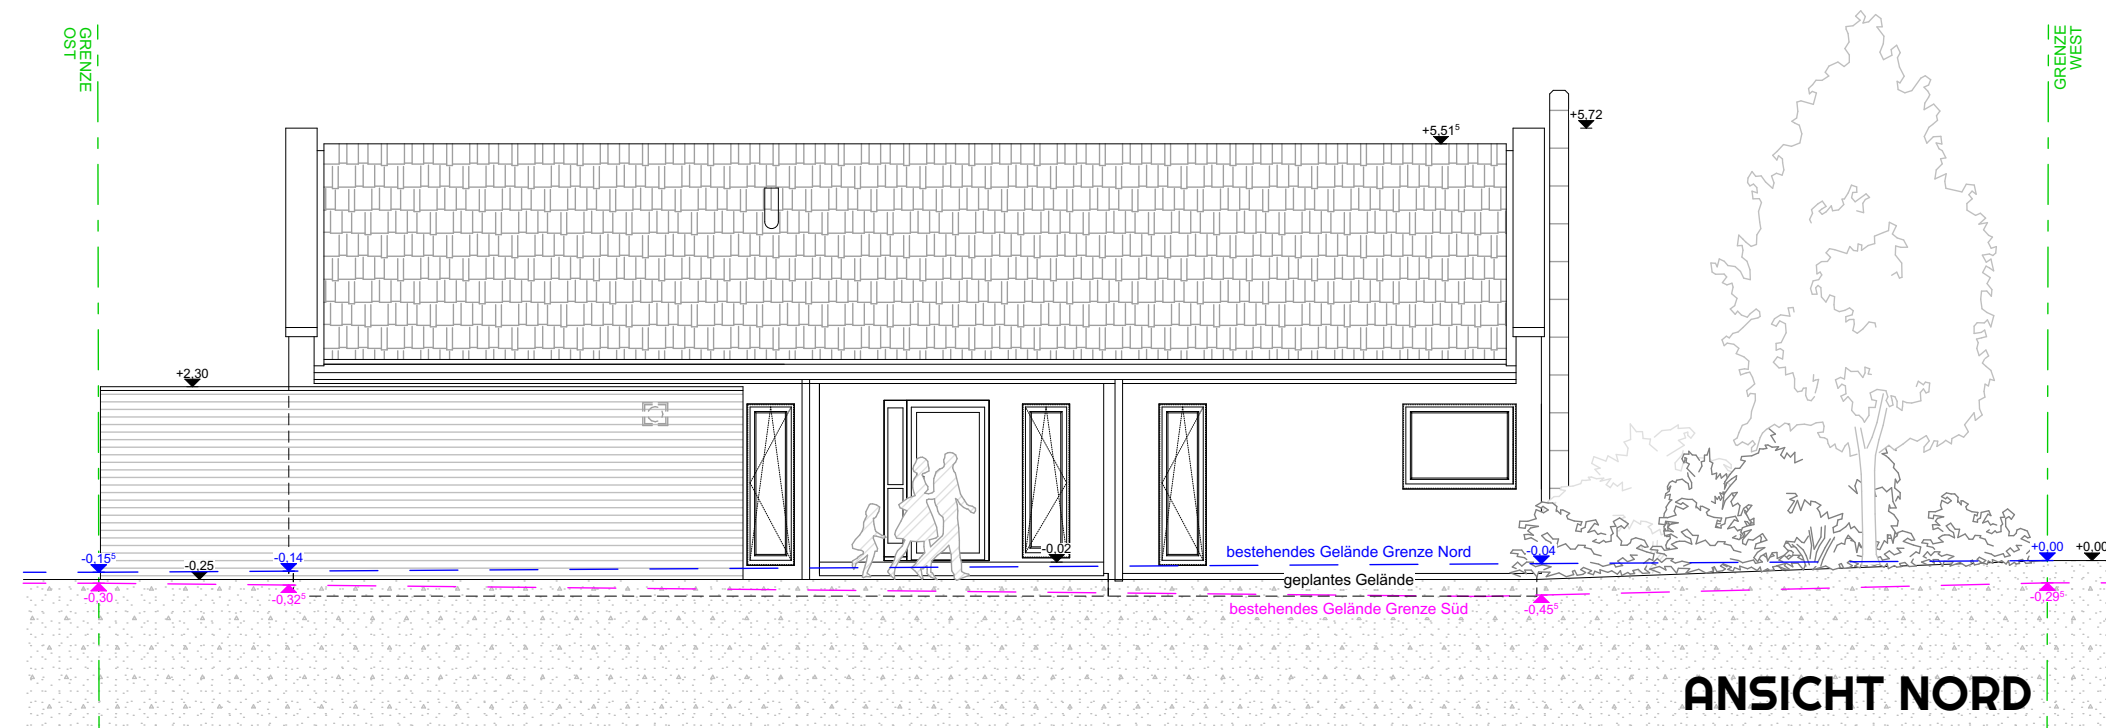 GRENZE
OST
GRENZE
WEST
+5,72
+5,51⁵
+2,30
-0,15⁵
-0,14
-0,25
-0,02
bestehendes Gelände Grenze Nord
-0,04
+0,00
+0,00
geplantes Gelände
-0,30
-0,32⁵
bestehendes Gelände Grenze Süd
-0,45⁵
-0,29⁵
ANSICHT NORD